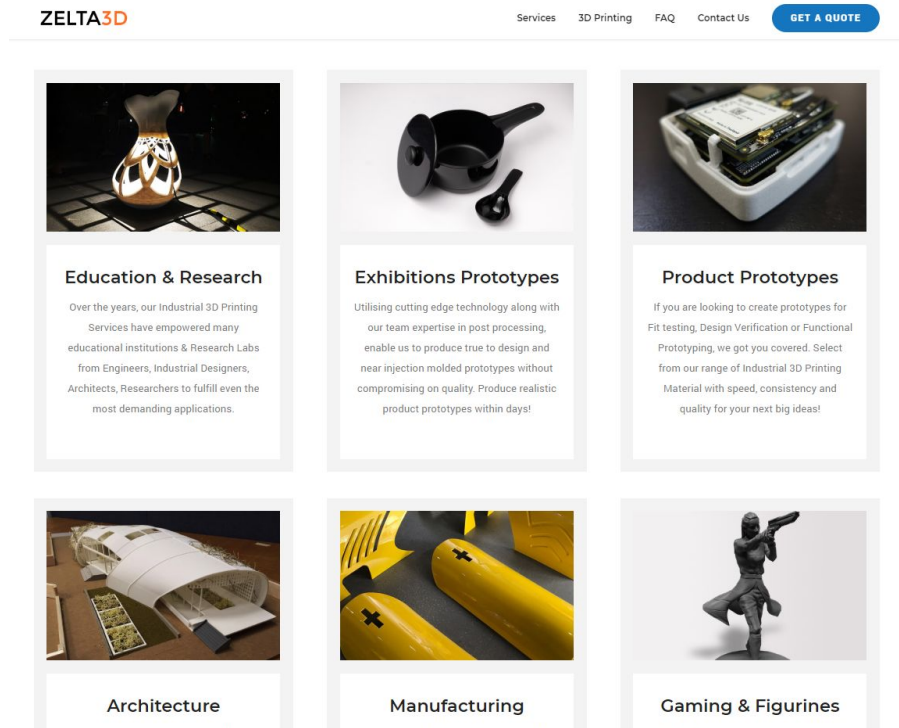 ZELTA3D
Services
3D Printing
FAQ
Contact Us
GET A QUOTE
Education & Research
Over the years, our Industrial 3D Printing
Services have empowered many
educational institutions & Research Labs
from Engineers, Industrial Designers,
Architects, Researchers to fulfill even the
most demanding applications.
Exhibitions Prototypes
Utilising cutting edge technology along with
our team expertise in post processing,
enable us to produce true to design and
near injection molded prototypes without
compromising on quality. Produce realistic
product prototypes within days!
Product Prototypes
If you are looking to create prototypes for
Fit testing, Design Verification or Functional
Prototyping, we got you covered. Select
from our range of Industrial 3D Printing
Material with speed, consistency and
quality for your next big ideas!
Architecture
Manufacturing
Gaming & Figurines